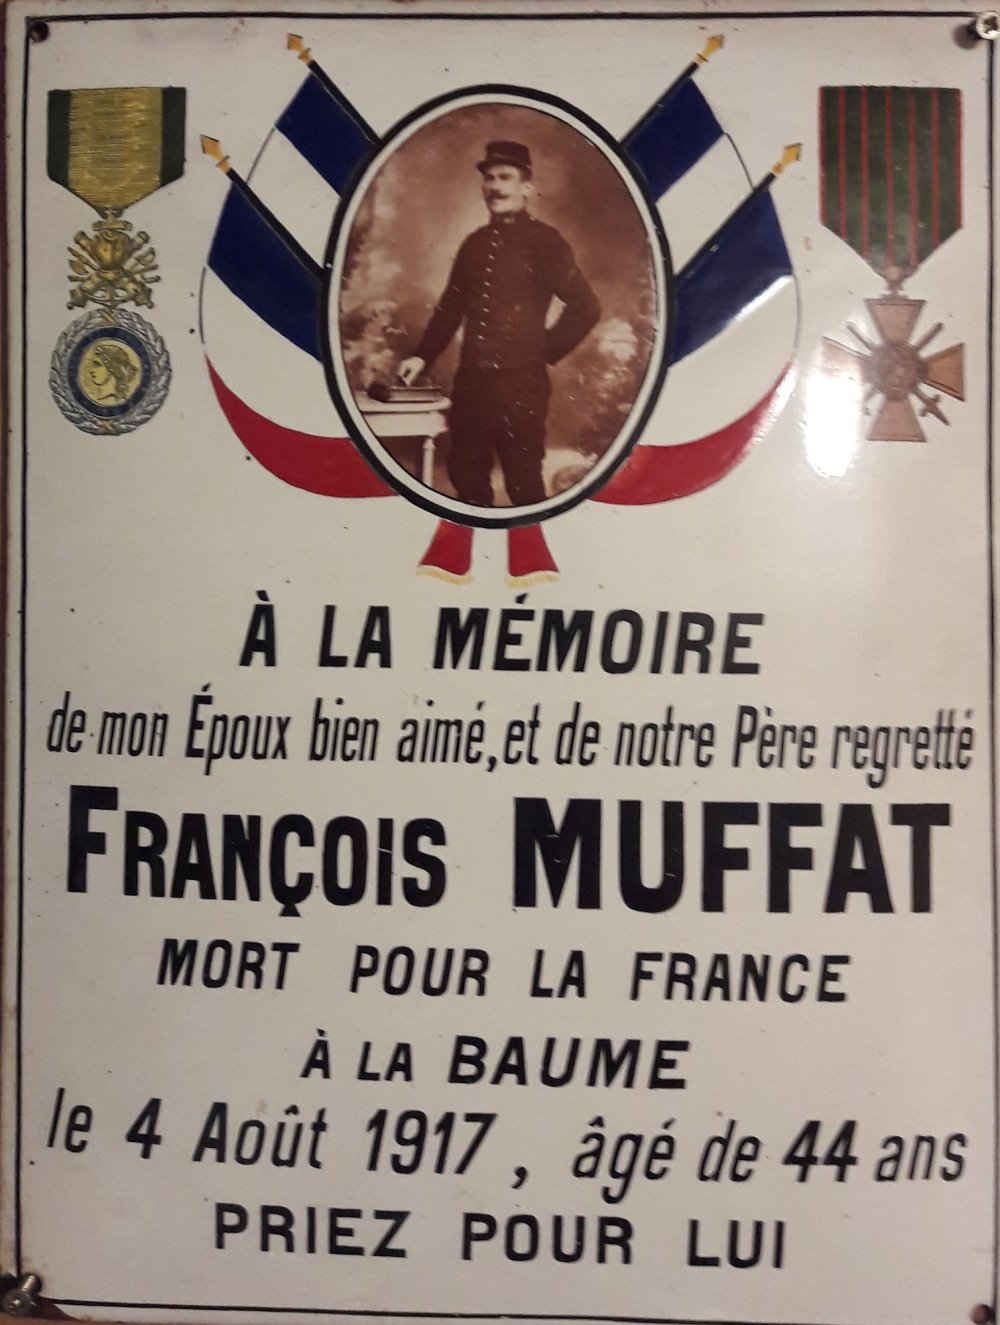 À LA MÉMOIRE
de mon Époux bien aimé, et de notre Père regretté
FRANÇOIS MUFFAT
MORT POUR LA FRANCE
À LA BAUME
le 4 Août 1917, âgé de 44 ans
PRIEZ POUR LUI